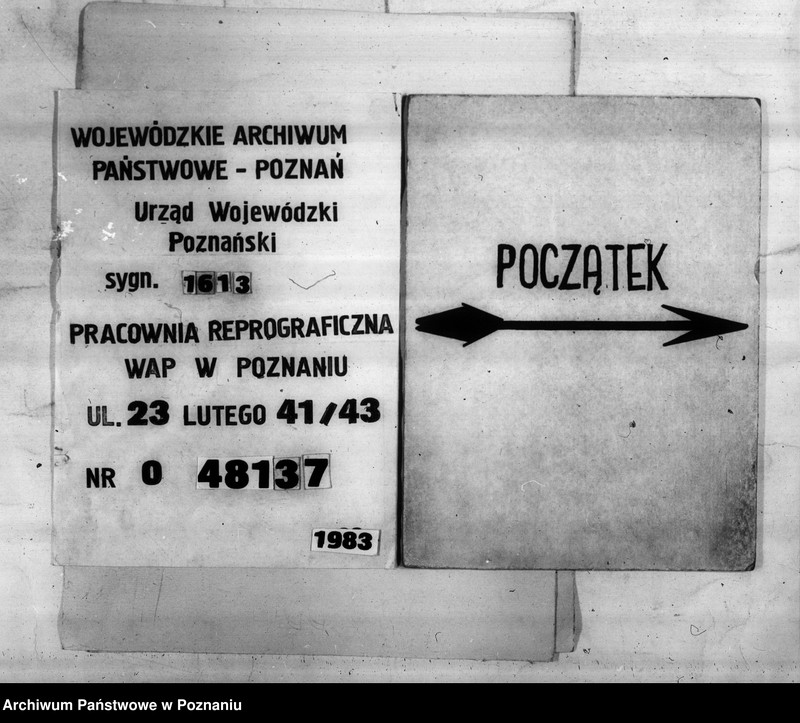 WOJEWÓDZKIE ARCHIWUM
PAŃSTWOWE - POZNAŃ
Urząd Wojewódzki
Poznański
sygn. 1613
PRACOWNIA REPROGRAFICZNA
WAP W POZNANIU
UL. 23 LUTEGO 41/43
NR O 48137
1983
POCZĄTEK
Archiwum Państwowe w Poznaniu